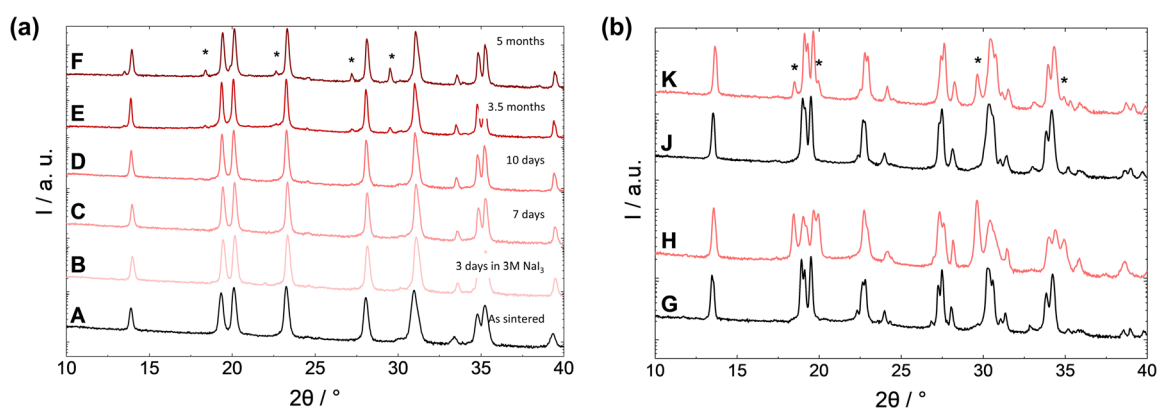 (a)
I / a. u.
F
* * * *
5 months
E
3.5 months
D
10 days
C
7 days
B
3 days in 3M NaI₃
A
As sintered
10 15 20 25 30 35 40
2θ / °
(b)
I / a.u.
K
* * * *
J
H
G
10 15 20 25 30 35 40
2θ / °